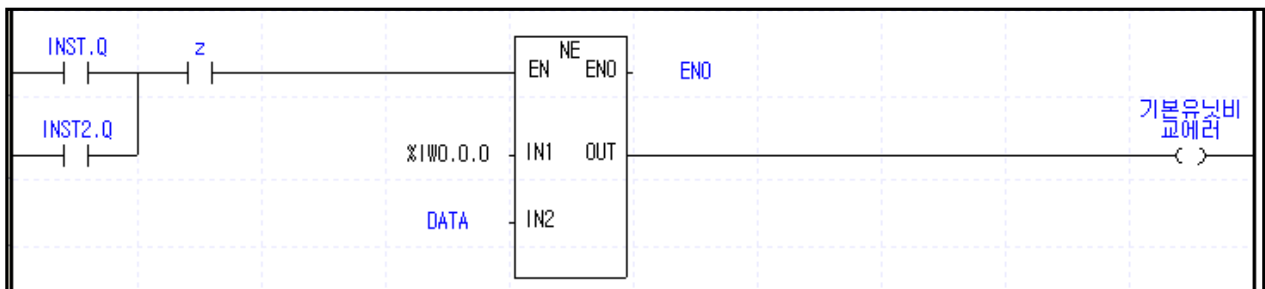 INST.Q
z
NE
EN
ENO
ENO
INST2.Q
기본유닛비
교에러
%IW0.0.0
IN1
OUT
DATA
IN2